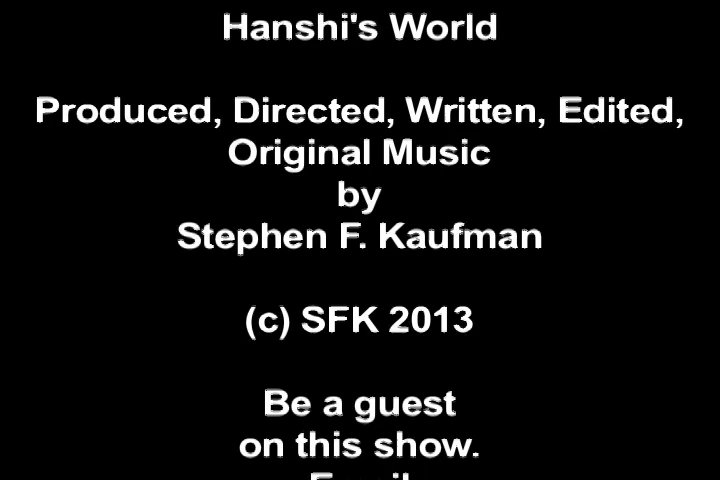 Hanshi's World
Produced, Directed, Written, Edited,
Original Music
by
Stephen F. Kaufman
(c) SFK 2013
Be a guest
on this show.